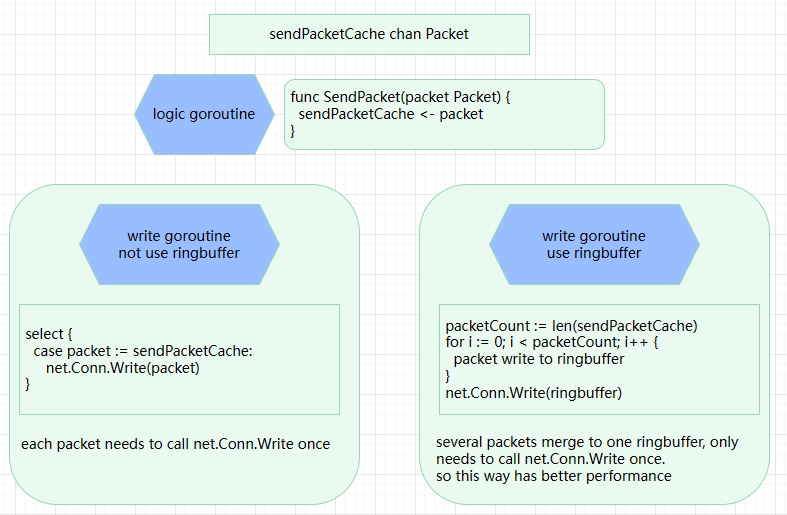 sendPacketCache chan Packet
logic goroutine
func SendPacket(packet Packet) {
sendPacketCache <- packet
}
write goroutine
not use ringbuffer
select {
case packet := sendPacketCache:
net.Conn.Write(packet)
}
each packet needs to call net.Conn.Write once
write goroutine
use ringbuffer
packetCount := len(sendPacketCache)
for i := 0; i < packetCount; i++ {
packet write to ringbuffer
}
net.Conn.Write(ringbuffer)
several packets merge to one ringbuffer, only
needs to call net.Conn.Write once.
so this way has better performance